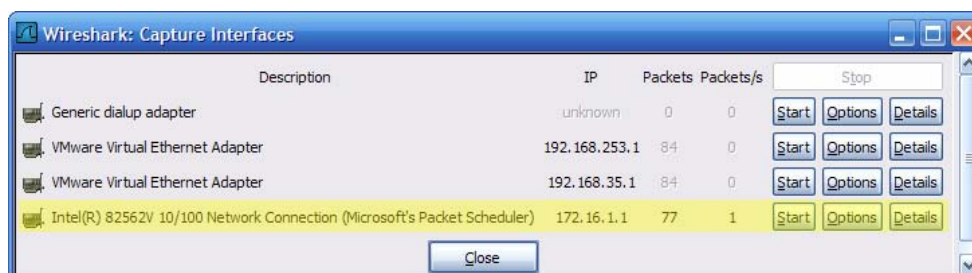 Wireshark: Capture Interfaces
Description IP Packets Packets/s Stop
Generic dialup adapter unknown 0 0 Start Options Details
VMware Virtual Ethernet Adapter 192.168.253.1 84 0 Start Options Details
VMware Virtual Ethernet Adapter 192.168.35.1 84 0 Start Options Details
Intel(R) 82562V 10/100 Network Connection (Microsoft's Packet Scheduler) 172.16.1.1 77 1 Start Options Details
Close